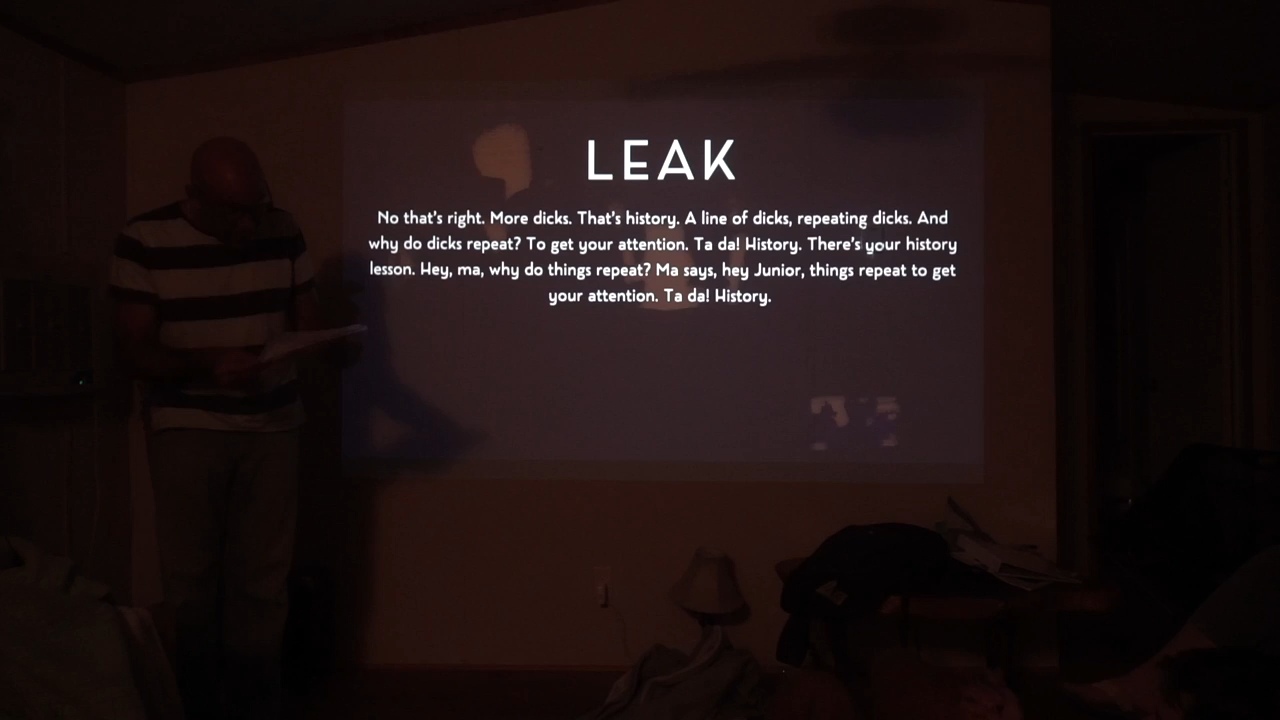 LEAK
No that's right. More dicks. That's history. A line of dicks, repeating dicks. And
why do dicks repeat? To get your attention. Ta da! History. There's your history
lesson. Hey, ma, why do things repeat? Ma says, hey Junior, things repeat to get
your attention. Ta da! History.